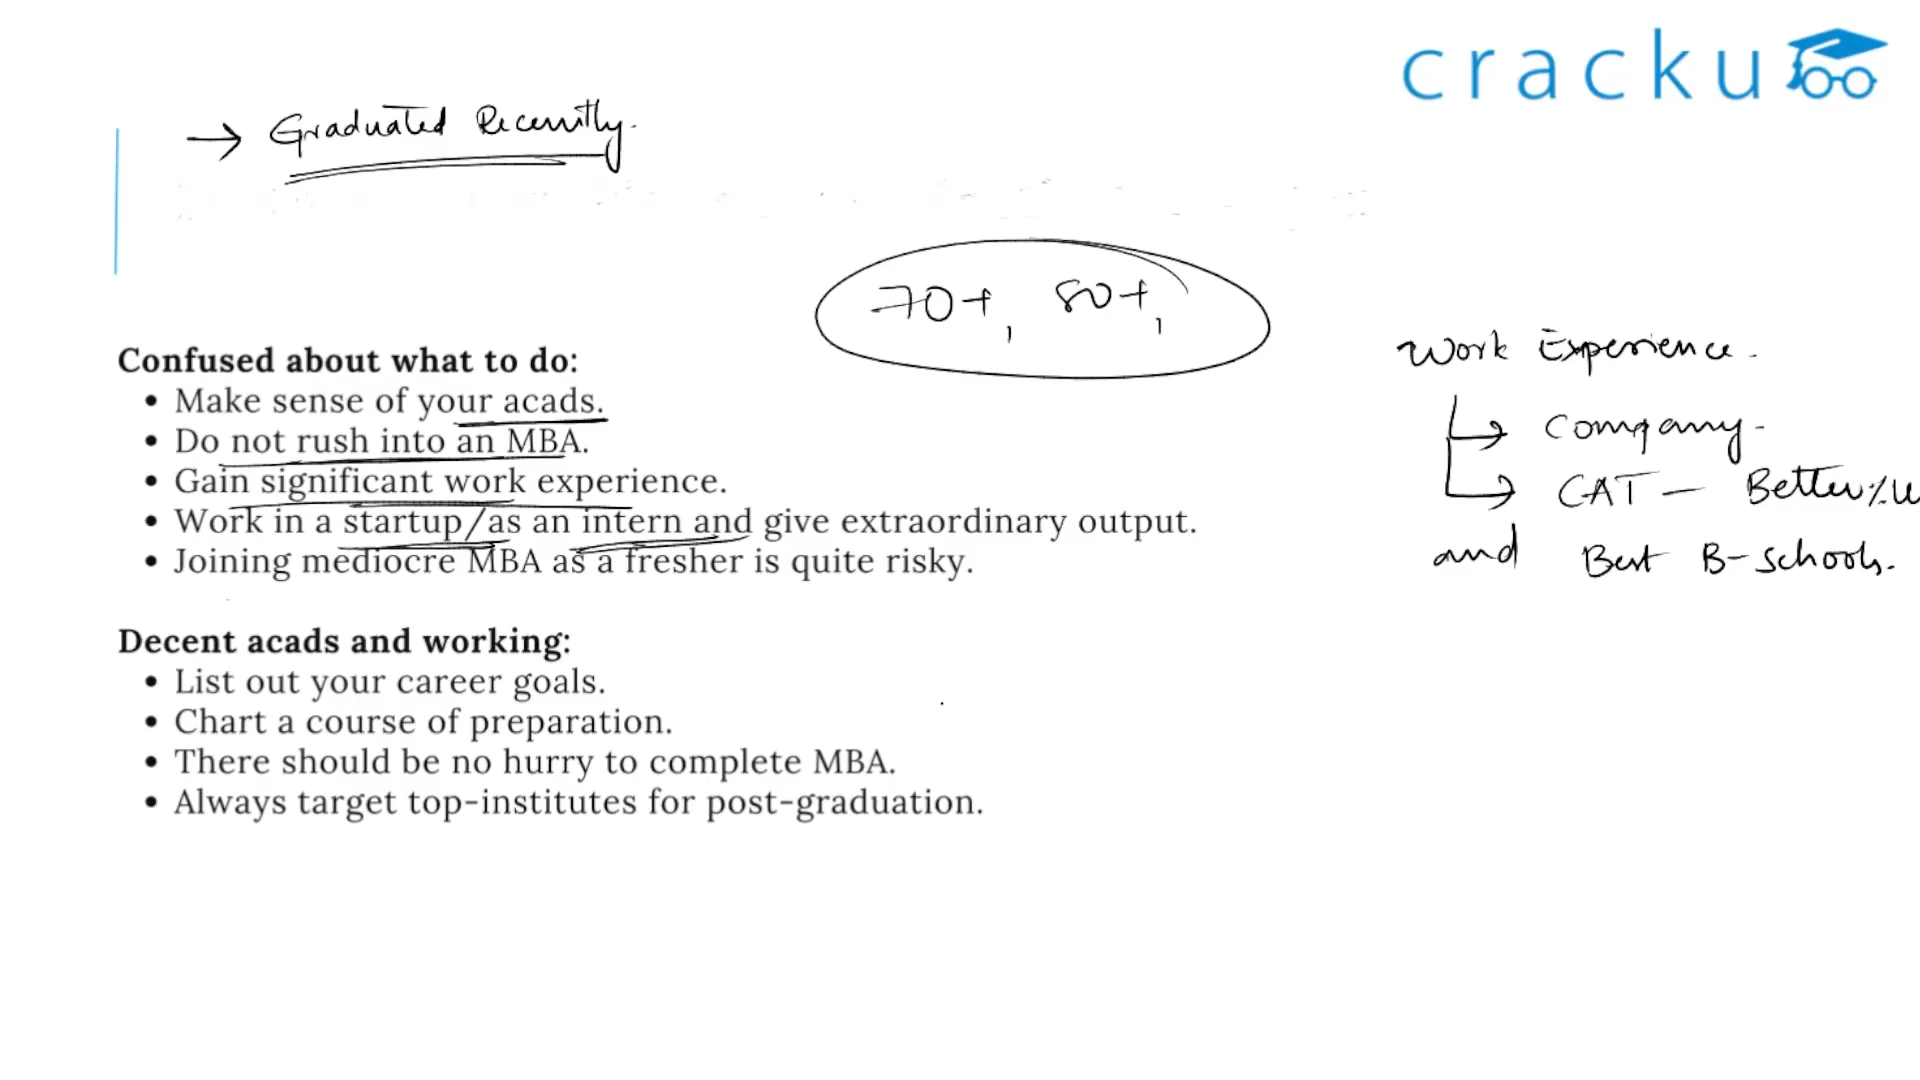 cracku
→ Graduated Recently.
70+, 80+,
Confused about what to do:
• Make sense of your acads.
• Do not rush into an MBA.
• Gain significant work experience.
• Work in a startup/as an intern and give extraordinary output.
• Joining mediocre MBA as a fresher is quite risky.
Work Experience.
→ Company.
→ CAT – Better
and Best B-schools.
Decent acads and working:
• List out your career goals.
• Chart a course of preparation.
• There should be no hurry to complete MBA.
• Always target top-institutes for post-graduation.